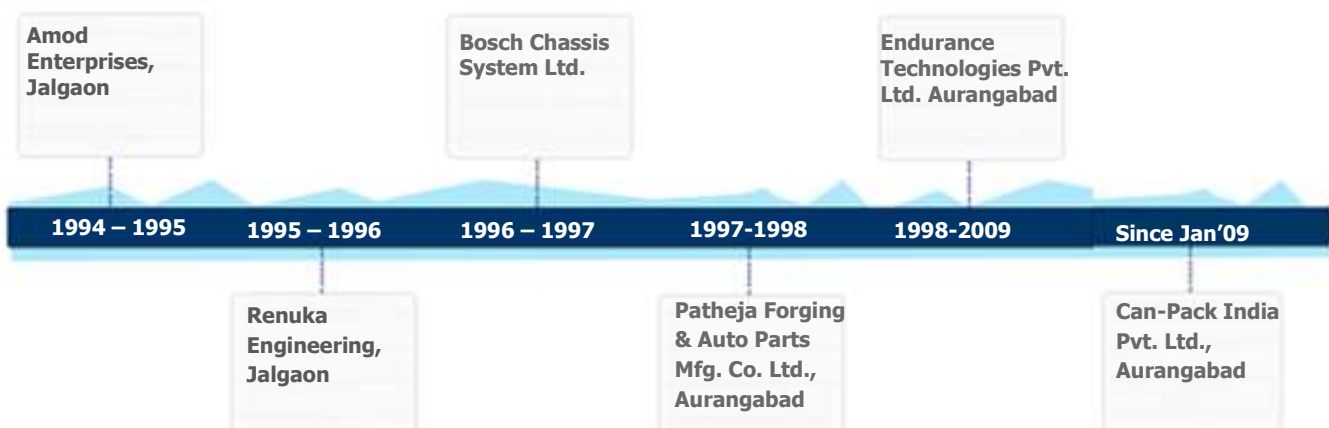 Amod
Enterprises,
Jalgaon
Bosch Chassis
System Ltd.
Endurance
Technologies Pvt.
Ltd. Aurangabad
1994 – 1995
1995 – 1996
1996 – 1997
1997-1998
1998-2009
Since Jan’09
Renuka
Engineering,
Jalgaon
Patheja Forging
& Auto Parts
Mfg. Co. Ltd.,
Aurangabad
Can-Pack India
Pvt. Ltd.,
Aurangabad